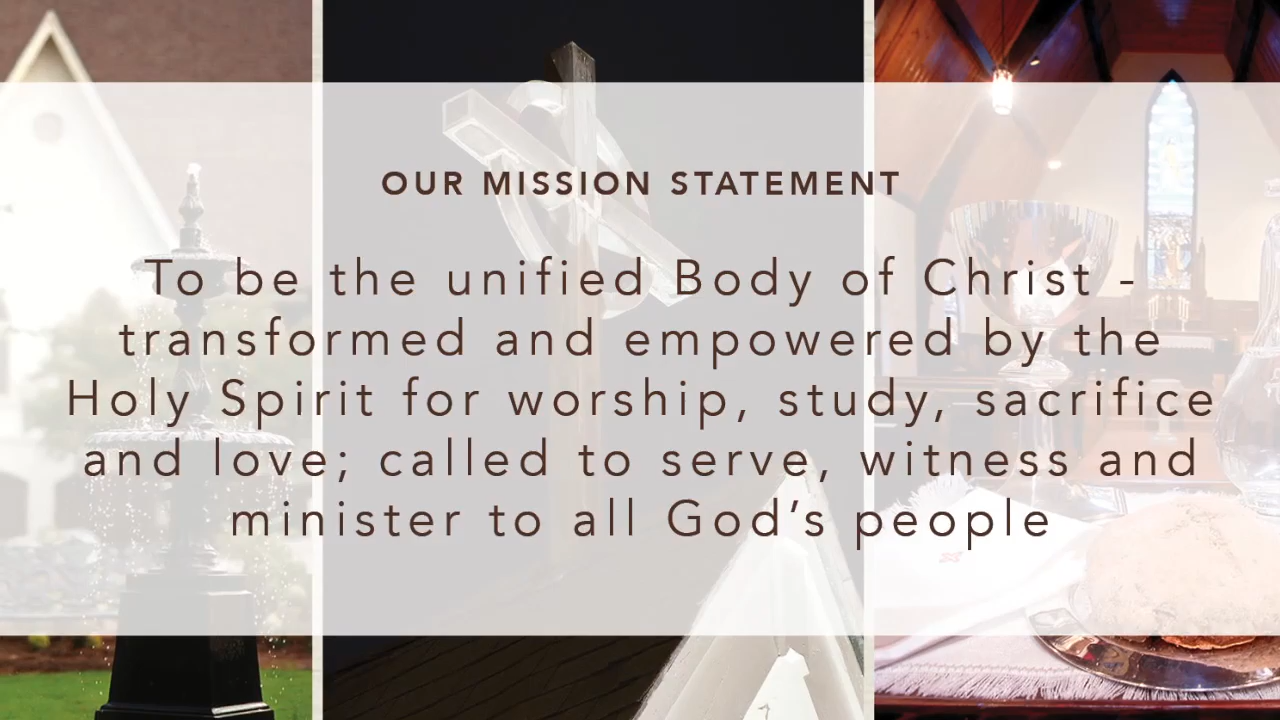 OUR MISSION STATEMENT
To be the unified Body of Christ -
transformed and empowered by the
Holy Spirit for worship, study, sacrifice
and love; called to serve, witness and
minister to all God’s people